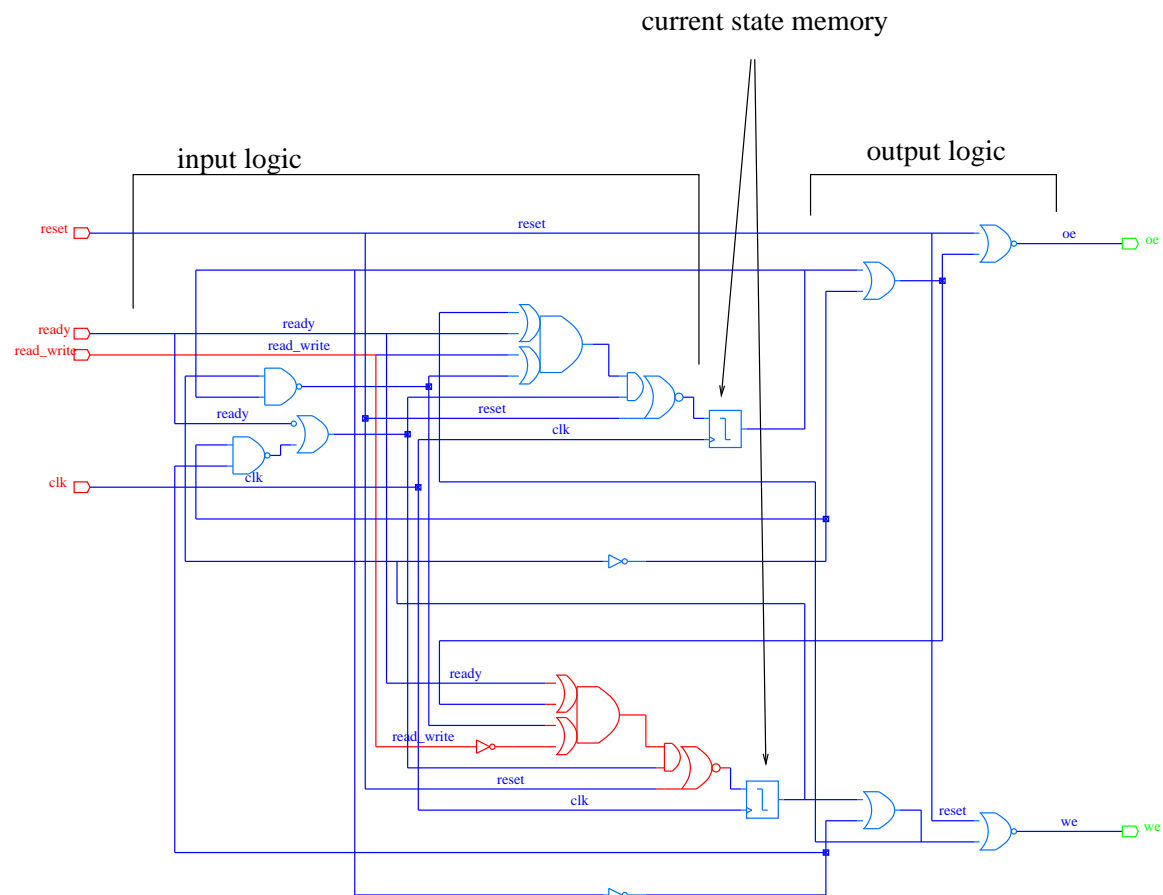 current state memory
input logic
output logic
reset
reset
oe
oe
ready
ready
read_write
read_write
ready
reset
clk
clk
clk
ready
read_write
reset
clk
reset
we
we